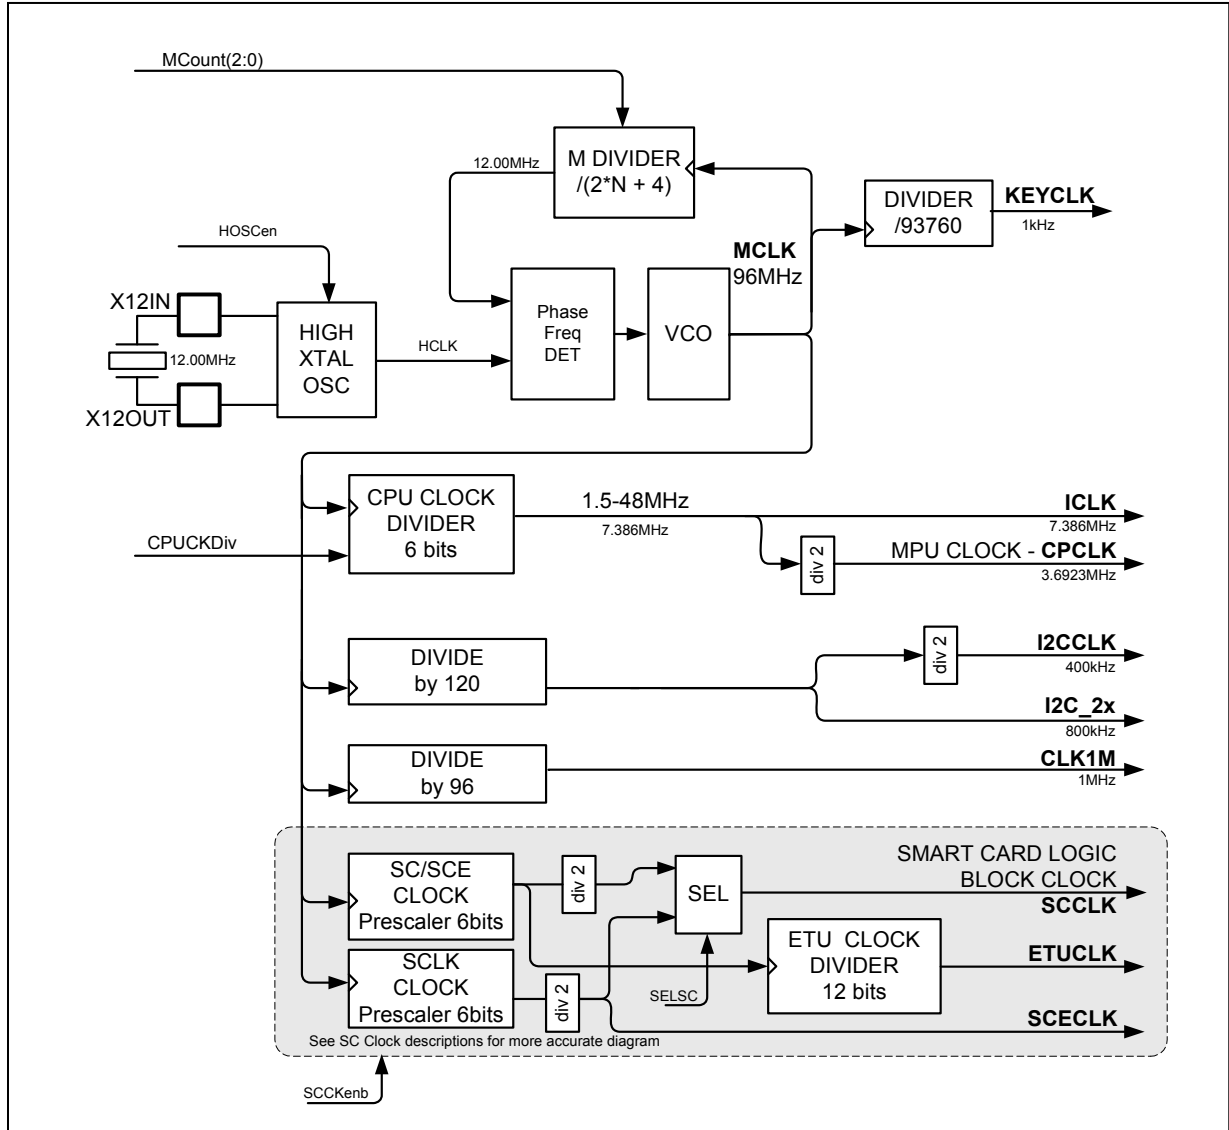 MCount(2:0)
M DIVIDER
/(2*N + 4)
12.00MHz
DIVIDER
/93760
KEYCLK
1kHz
HOSCen
MCLK
96MHz
X12IN
12.00MHz
X12OUT
HIGH
XTAL
OSC
HCLK
Phase
Freq
DET
VCO
CPU CLOCK
DIVIDER
6 bits
CPUCKDiv
1.5-48MHz
7.386MHz
ICLK
7.386MHz
div 2
MPU CLOCK - CPCLK
3.6923MHz
DIVIDE
by 120
div 2
I2CCLK
400kHz
I2C_2x
800kHz
DIVIDE
by 96
CLK1M
1MHz
SC/SCE
CLOCK
Prescaler 6bits
div 2
SEL
SMART CARD LOGIC
BLOCK CLOCK
SCCLK
SCLK
CLOCK
Prescaler 6bits
div 2
SELSC
ETU CLOCK
DIVIDER
12 bits
ETUCLK
SCECLK
See SC Clock descriptions for more accurate diagram
SCCKenb